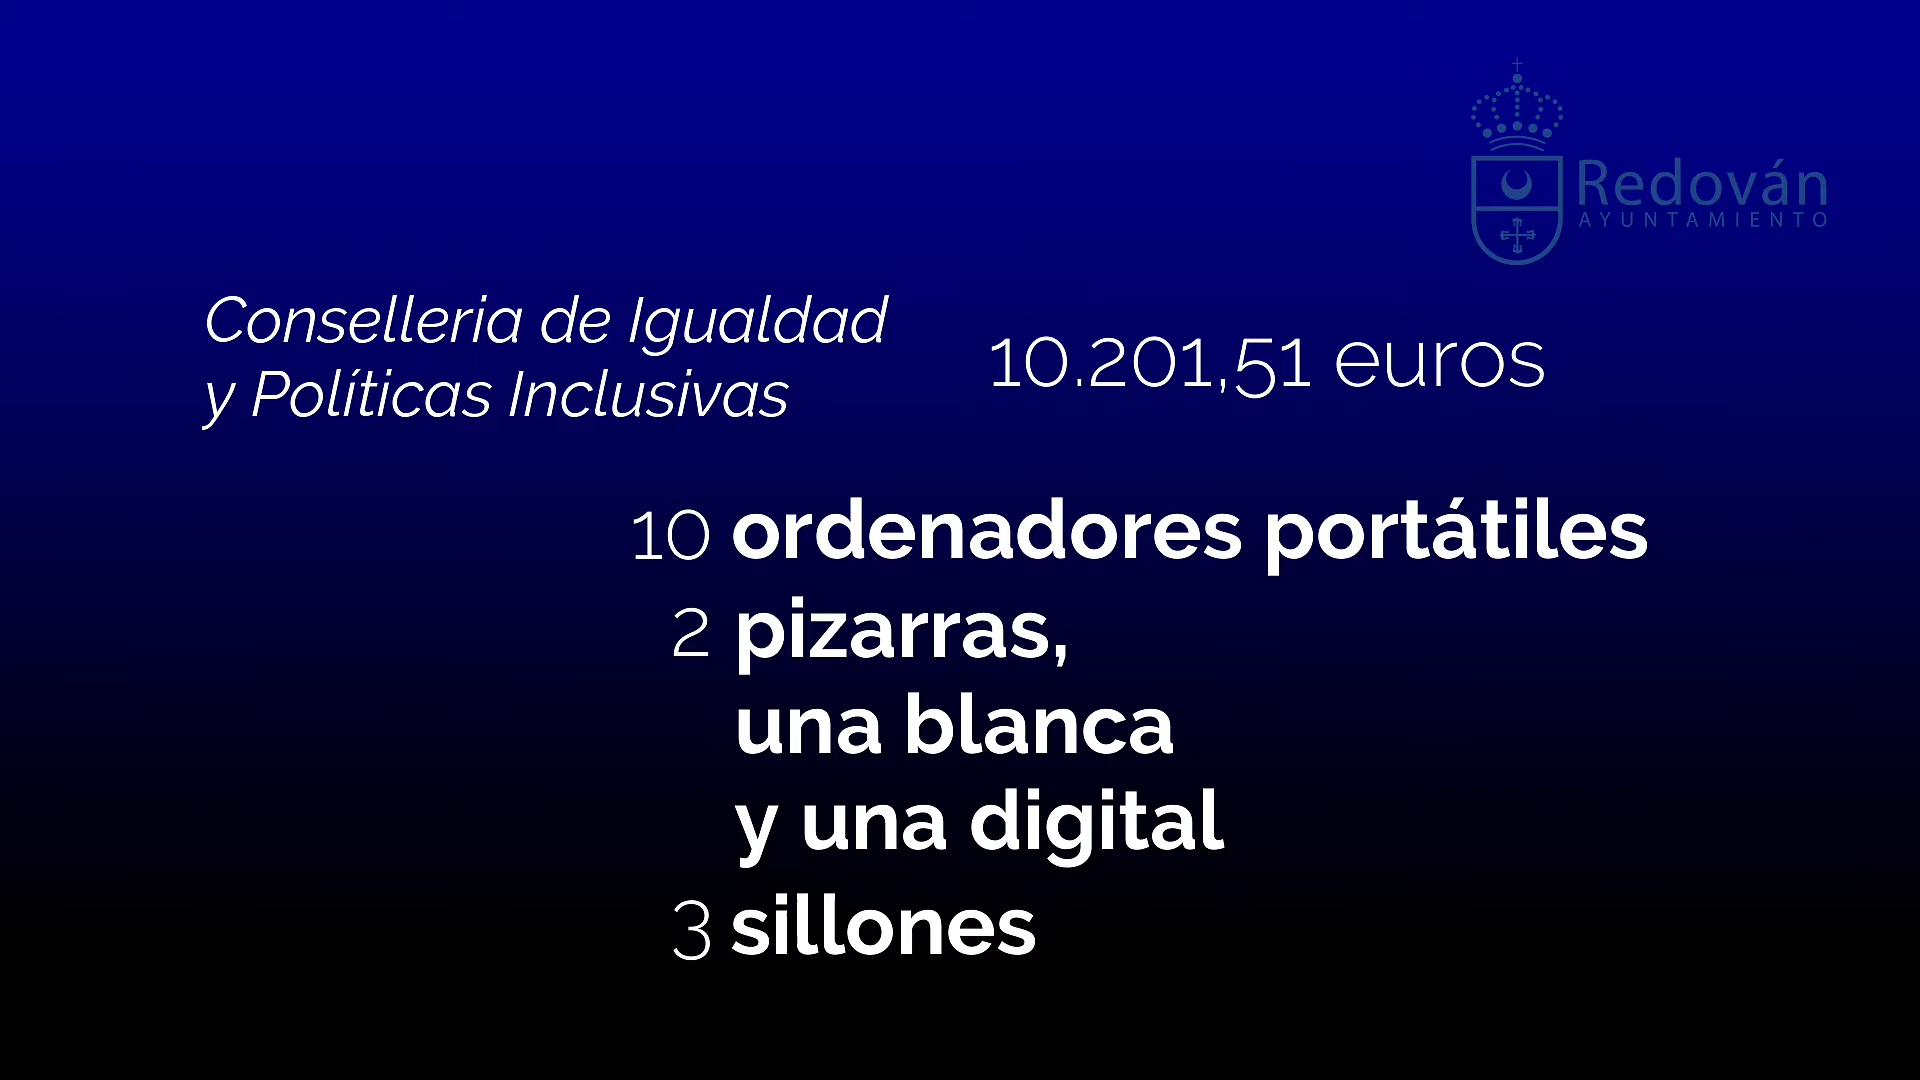 Redován
AYUNTAMIENTO
Conselleria de Igualdad
y Políticas Inclusivas
10.201,51 euros
10 ordenadores portátiles
2 pizarras,
una blanca
y una digital
3 sillones